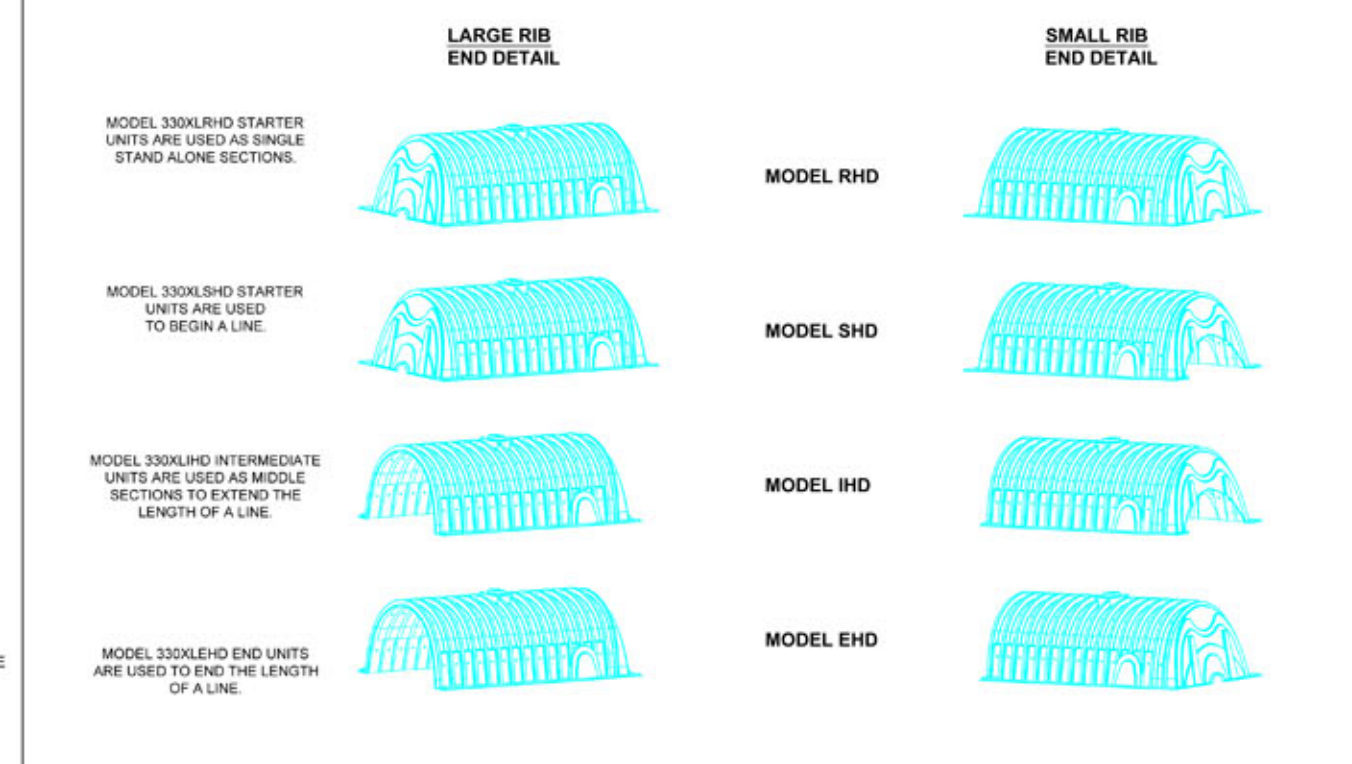 LARGE RIB
END DETAIL
SMALL RIB
END DETAIL
MODEL 330XLRHD STARTER
UNITS ARE USED AS SINGLE
STAND ALONE SECTIONS.
MODEL RHD
MODEL 330XLSHD STARTER
UNITS ARE USED
TO BEGIN A LINE.
MODEL SHD
MODEL 330XLIHD INTERMEDIATE
UNITS ARE USED AS MIDDLE
SECTIONS TO EXTEND THE
LENGTH OF A LINE.
MODEL IHD
MODEL 330XLEHD END UNITS
ARE USED TO END THE LENGTH
OF A LINE.
MODEL EHD
E